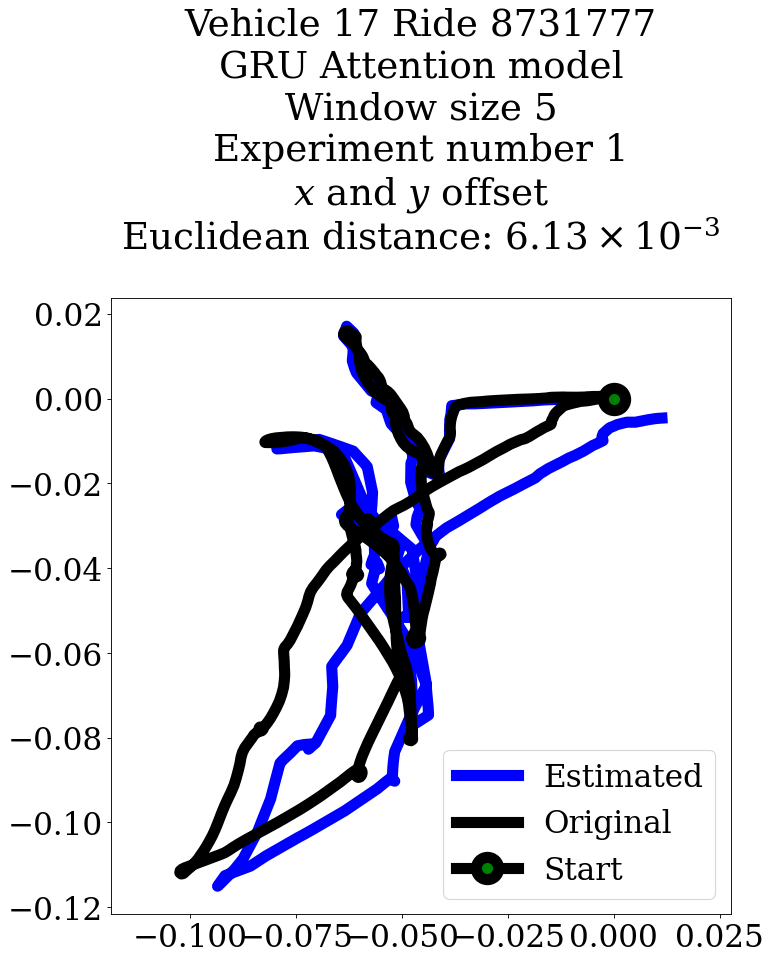 Vehicle 17 Ride 8731777
GRU Attention model
Window size 5
Experiment number 1
x and y offset
Euclidean distance: 6.13 × 10⁻³
0.02
0.00
−0.02
−0.04
−0.06
−0.08
−0.10
−0.12
Estimated
Original
Start
−0.100 −0.075 −0.050 −0.025 0.000 0.025